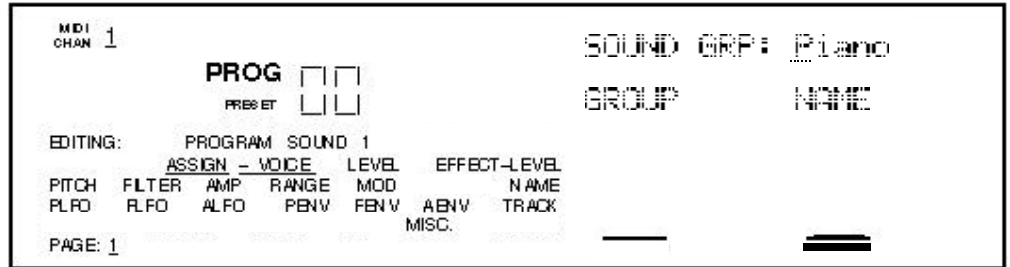 MIDI
CHAN 1
SOUND GRP: Piano
PROG 00
PRESET
GROUP NAME
EDITING: PROGRAM SOUND 1
ASSIGN – VOICE LEVEL EFFECT–LEVEL
PITCH FILTER AMP RANGE MOD NAME
PLFO FLFO ALFO PENV FENV AENV TRACK
MISC.
PAGE: 1